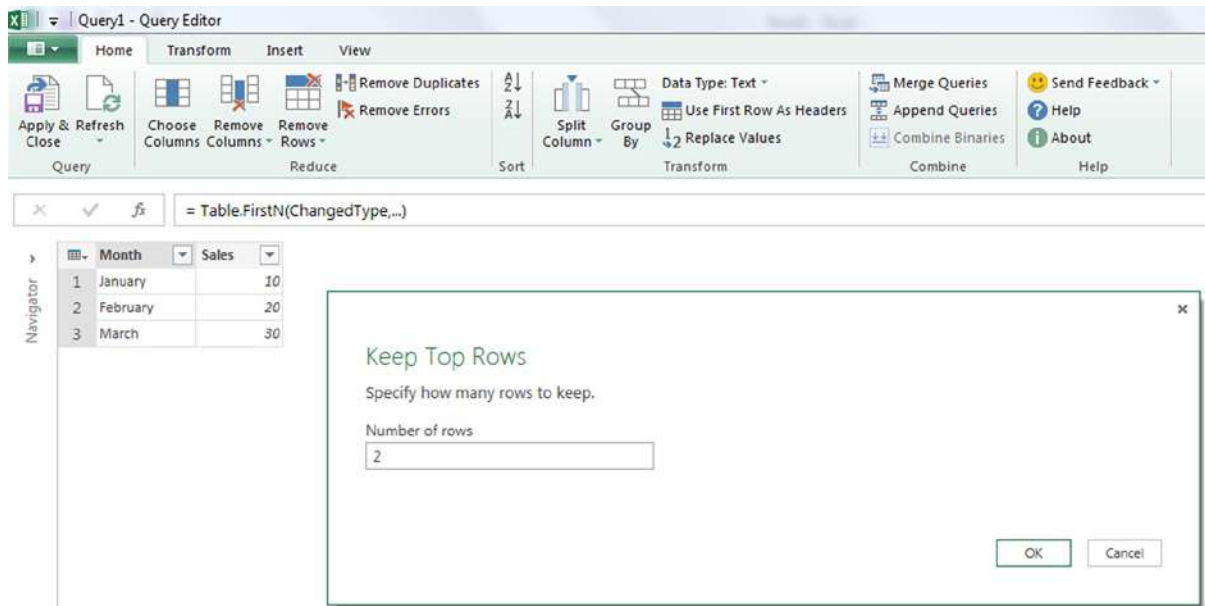 Query1 - Query Editor
Home Transform Insert View
Apply & Close
Refresh
Query
Choose Columns
Remove Columns
Remove Rows
Remove Duplicates
Remove Errors
Reduce
Sort
Split Column
Group By
Data Type: Text
Use First Row As Headers
Replace Values
Transform
Merge Queries
Append Queries
Combine Binaries
Combine
Send Feedback
Help
About
Help
fx = Table.FirstN(ChangedType,...)
Navigator
Month Sales
1 January 10
2 February 20
3 March 30
Keep Top Rows
Specify how many rows to keep.
Number of rows
2
OK Cancel